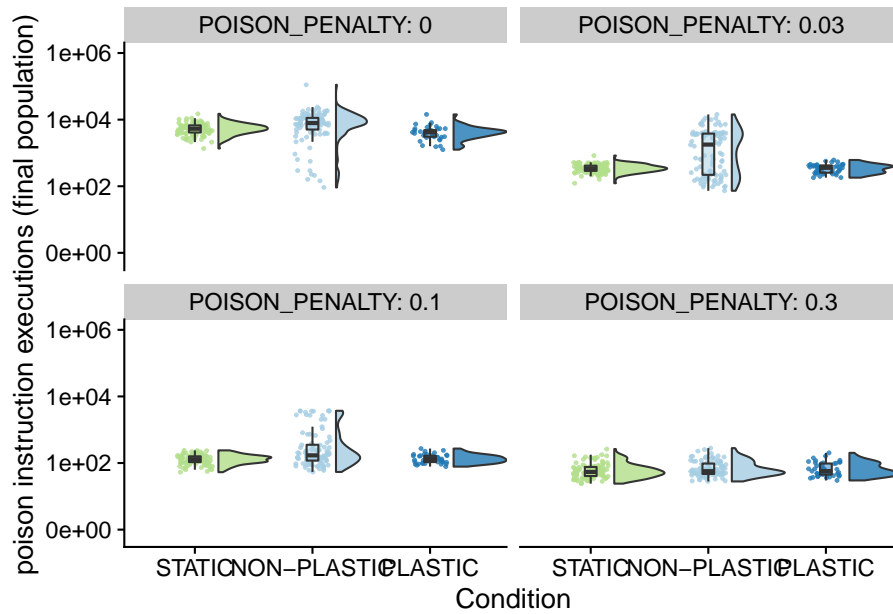 poison instruction executions (final population)
POISON_PENALTY: 0
POISON_PENALTY: 0.03
1e+06
1e+04
1e+02
0e+00
POISON_PENALTY: 0.1
POISON_PENALTY: 0.3
1e+06
1e+04
1e+02
0e+00
STATIC NON−PLASTIC PLASTIC STATIC NON−PLASTIC PLASTIC
Condition